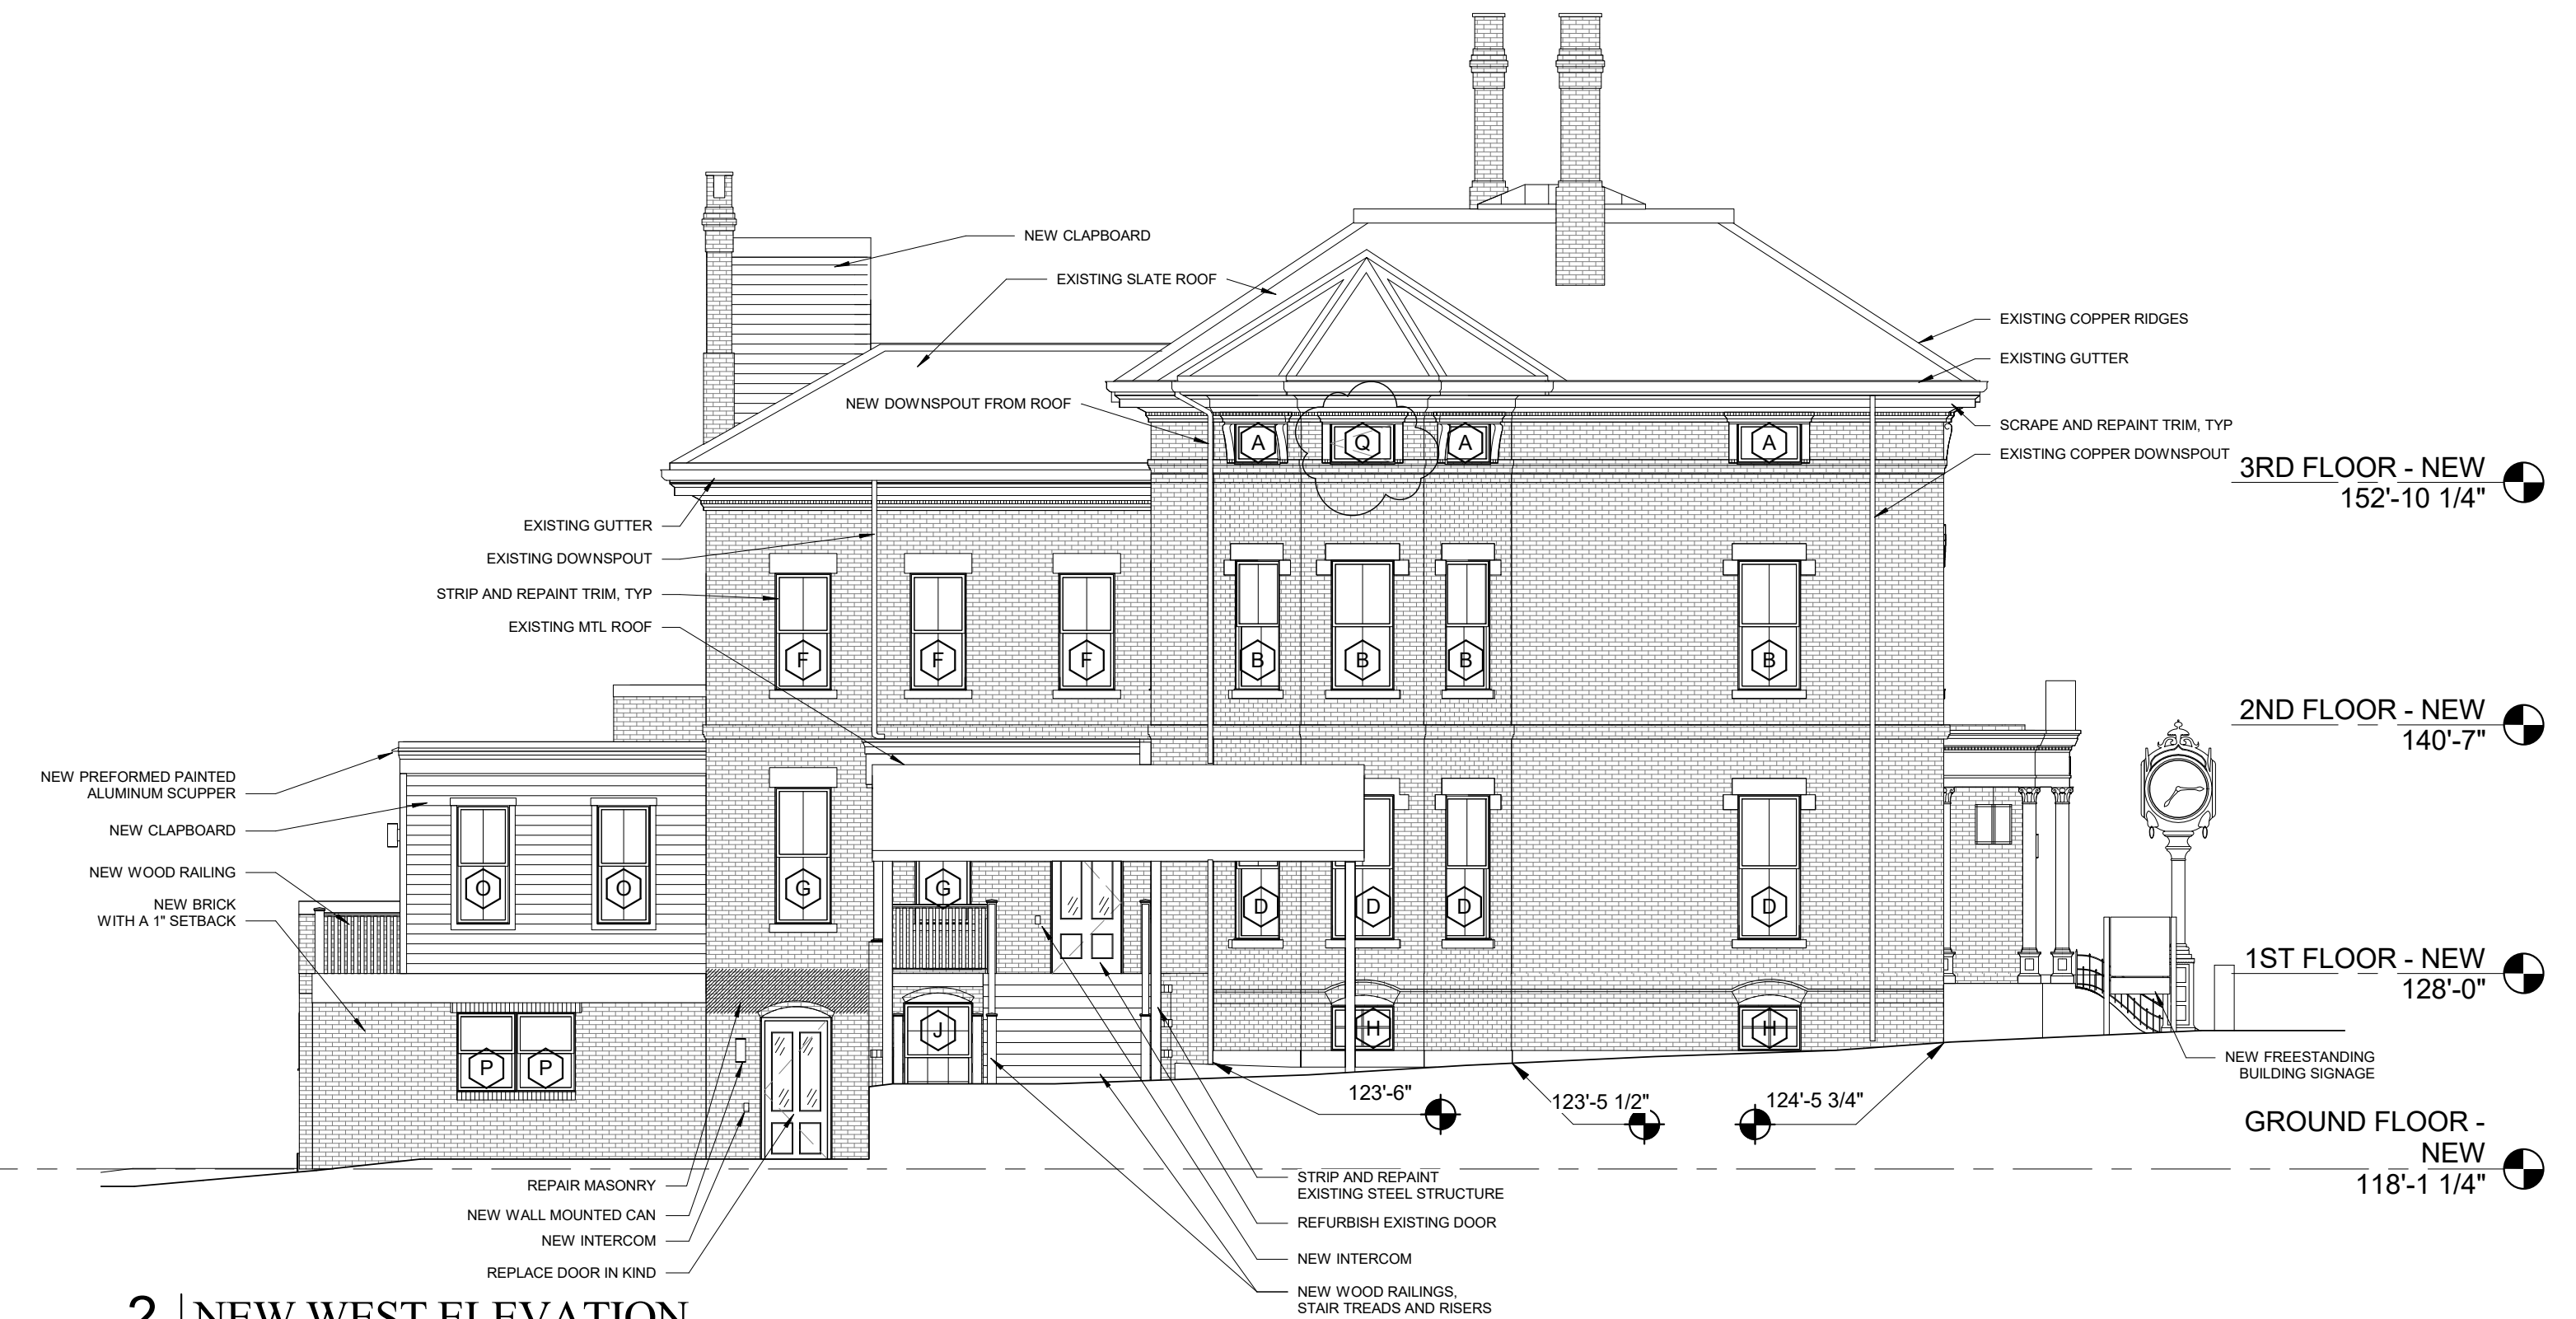 NEW CLAPBOARD
EXISTING SLATE ROOF
EXISTING COPPER RIDGES
EXISTING GUTTER
NEW DOWNSPOUT FROM ROOF
SCRAPE AND REPAINT TRIM, TYP
EXISTING COPPER DOWNSPOUT
A
Q
A
A
3RD FLOOR - NEW
152'-10 1/4"
EXISTING GUTTER
EXISTING DOWNSPOUT
STRIP AND REPAINT TRIM, TYP
EXISTING MTL ROOF
F
F
F
B
B
B
B
2ND FLOOR - NEW
140'-7"
NEW PREFORMED PAINTED
ALUMINUM SCUPPER
NEW CLAPBOARD
NEW WOOD RAILING
NEW BRICK
WITH A 1" SETBACK
O
O
G
G
D
D
D
D
1ST FLOOR - NEW
128'-0"
J
H
H
P
P
NEW FREESTANDING
BUILDING SIGNAGE
123'-6"
123'-5 1/2"
124'-5 3/4"
GROUND FLOOR -
NEW
118'-1 1/4"
REPAIR MASONRY
NEW WALL MOUNTED CAN
NEW INTERCOM
REPLACE DOOR IN KIND
STRIP AND REPAINT
EXISTING STEEL STRUCTURE
REFURBISH EXISTING DOOR
NEW INTERCOM
NEW WOOD RAILINGS,
STAIR TREADS AND RISERS
2 NEW WEST ELEVATION